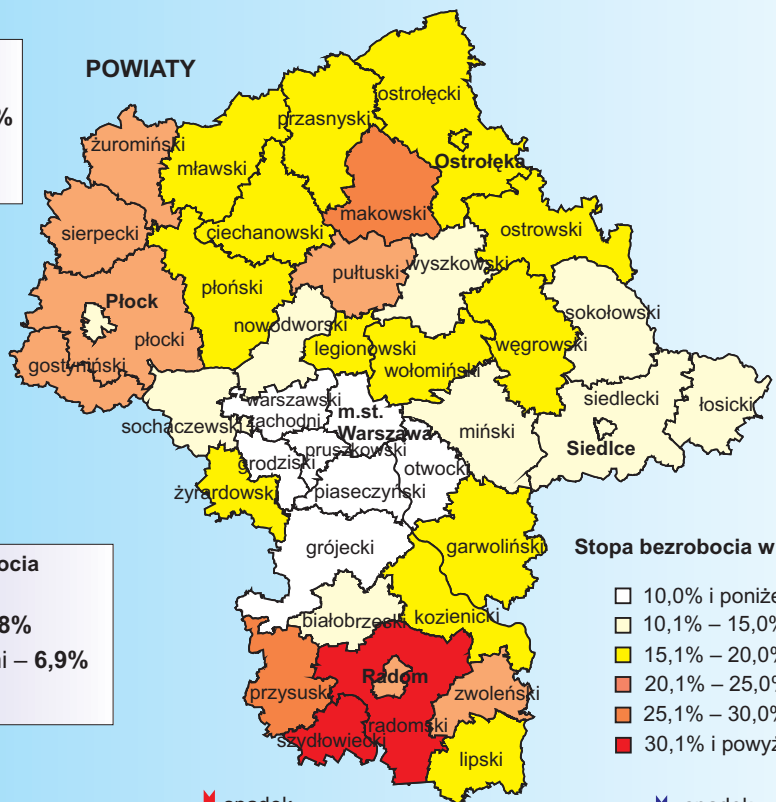 %
POWIATY
ostrołęcki
przasnyski
żuromiński
mławski
Ostrołęka
makowski
sierpecki
ciechanowski
ostrowski
pułtuski
wyszkowski
płoński
Płock
sokołowski
nowodworski
płocki
legionowski
węgrowski
gostyniński
wołomiński
siedlecki
warszawski
zachodni
m.st.
Warszawa
łosicki
sochaczewski
miński
Siedlce
pruszkowski
grodziski
otwocki
żyrardowski
piaseczyński
grójecki
garwoliński
Stopa bezrobocia w
ocia
8%
i – 6,9%
10,0% i poniże
10,1% – 15,0%
15,1% – 20,0%
20,1% – 25,0%
25,1% – 30,0%
30,1% i powyż
białobrzeski
kozienicki
Radom
przysuski
zwoleński
radomski
szydłowiecki
lipski
spadek
spadek